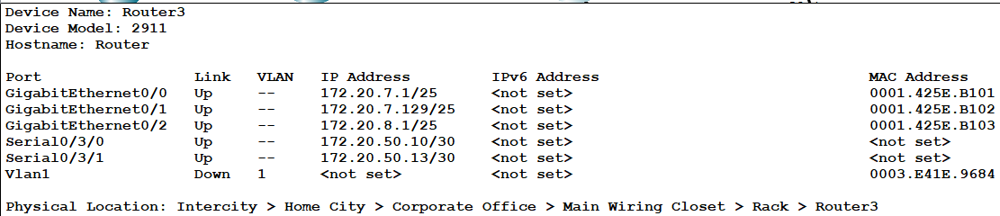 Device Name: Router3
Device Model: 2911
Hostname: Router
Port Link VLAN IP Address IPv6 Address MAC Address
GigabitEthernet0/0 Up -- 172.20.7.1/25 <not set> 0001.425E.B101
GigabitEthernet0/1 Up -- 172.20.7.129/25 <not set> 0001.425E.B102
GigabitEthernet0/2 Up -- 172.20.8.1/25 <not set> 0001.425E.B103
Serial0/3/0 Up -- 172.20.50.10/30 <not set> <not set>
Serial0/3/1 Up -- 172.20.50.13/30 <not set> <not set>
Vlan1 Down 1 <not set> <not set> 0003.E41E.9684
Physical Location: Intercity > Home City > Corporate Office > Main Wiring Closet > Rack > Router3